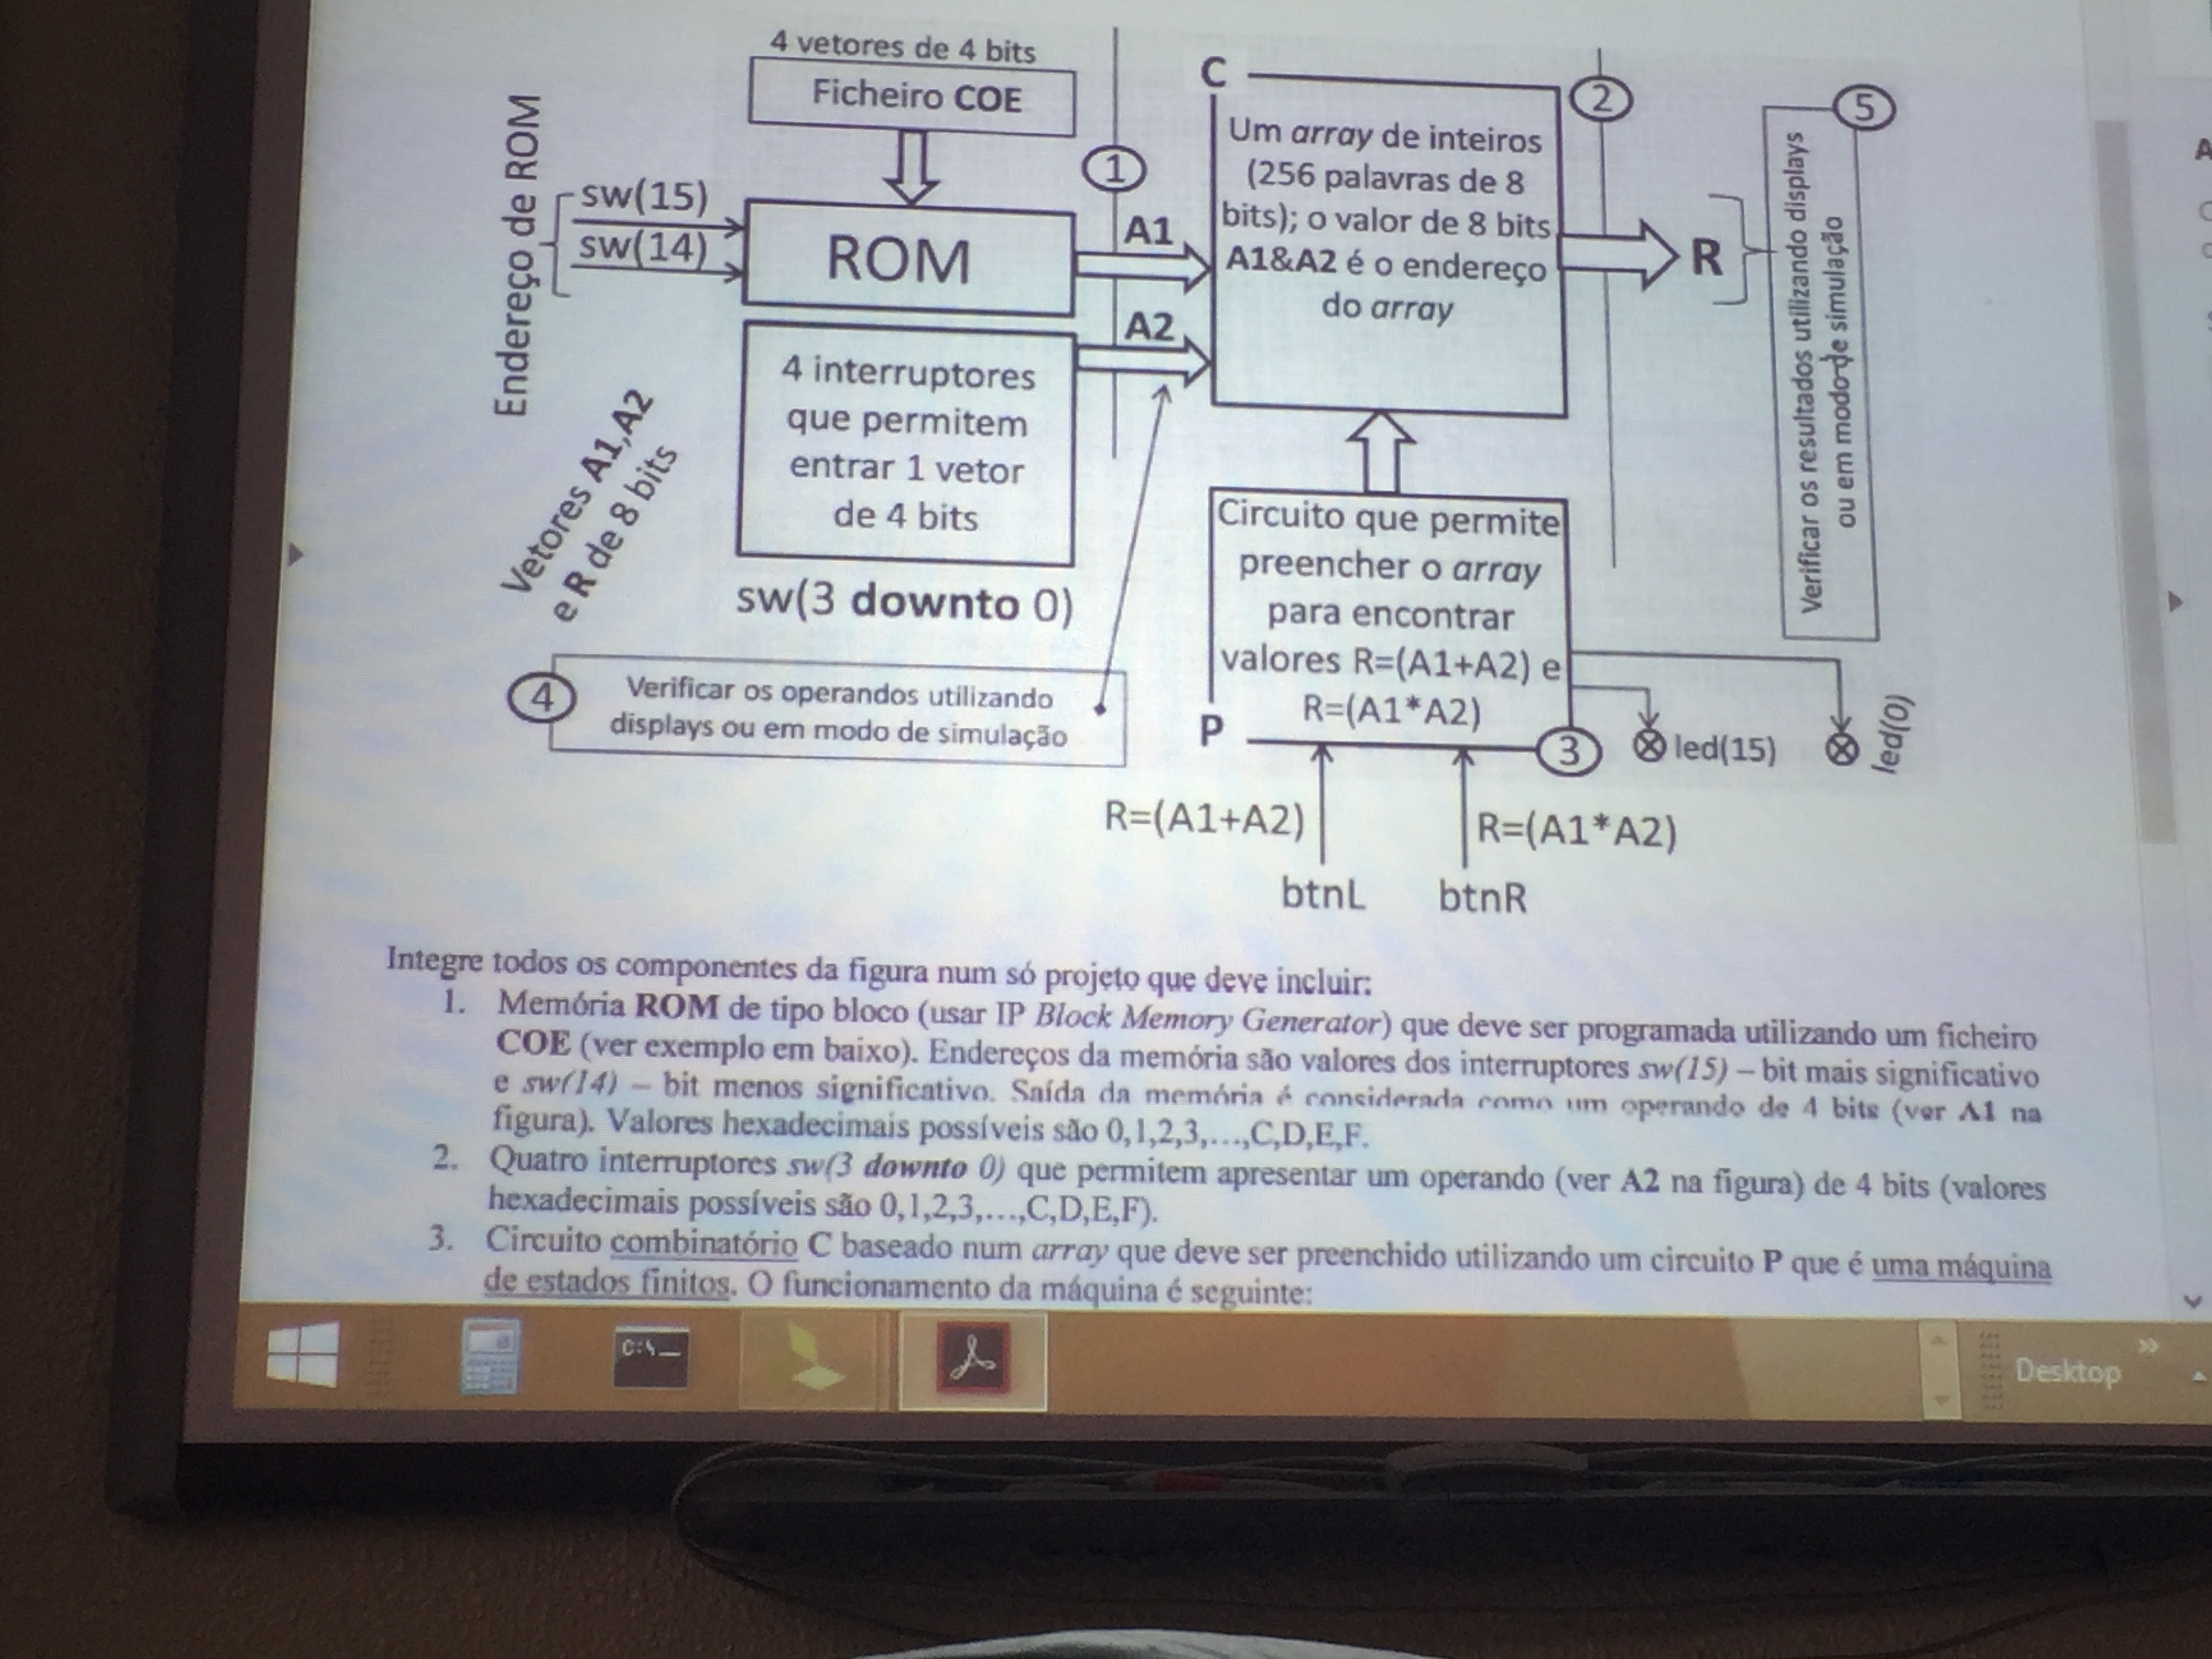 4 vetores de 4 bits
Ficheiro COE
Endereço de ROM
sw(15)
sw(14)
ROM
1
A1
A2
4 interruptores
que permitem
entrar 1 vetor
de 4 bits
sw(3 downto 0)
Vetores A1,A2
e R de 8 bits
C
Um array de inteiros
(256 palavras de 8
bits); o valor de 8 bits
A1&A2 é o endereço
do array
2
R
5
Verificar os resultados utilizando displays
ou em modo de simulação
Circuito que permite
preencher o array
para encontrar
valores R=(A1+A2) e
R=(A1*A2)
P
3
led(15)
led(0)
4
Verificar os operandos utilizando
displays ou em modo de simulação
R=(A1+A2)
R=(A1*A2)
btnL
btnR
Integre todos os componentes da figura num só projeto que deve incluir:
1. Memória ROM de tipo bloco (usar IP Block Memory Generator) que deve ser programada utilizando um ficheiro
COE (ver exemplo em baixo). Endereços da memória são valores dos interruptores sw(15) – bit mais significativo
e sw(14) – bit menos significativo. Saída da memória é considerada como um operando de 4 bits (ver A1 na
figura). Valores hexadecimais possíveis são 0,1,2,3,…,C,D,E,F.
2. Quatro interruptores sw(3 downto 0) que permitem apresentar um operando (ver A2 na figura) de 4 bits (valores
hexadecimais possíveis são 0,1,2,3,…,C,D,E,F).
3. Circuito combinatório C baseado num array que deve ser preenchido utilizando um circuito P que é uma máquina
de estados finitos. O funcionamento da máquina é seguinte:
C:\_
Desktop
»
A